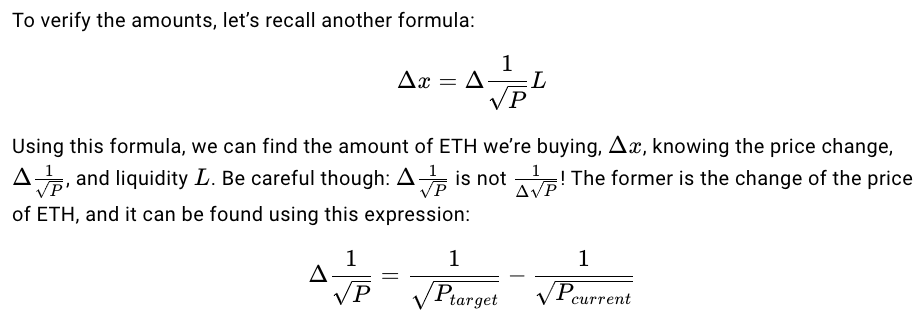 To verify the amounts, let’s recall another formula:
Δx = Δ 1/√P L
Using this formula, we can find the amount of ETH we’re buying, Δx, knowing the price change,
Δ 1/√P, and liquidity L. Be careful though: Δ 1/√P is not 1/Δ√P! The former is the change of the price
of ETH, and it can be found using this expression:
Δ 1/√P = 1/√P_target − 1/√P_current